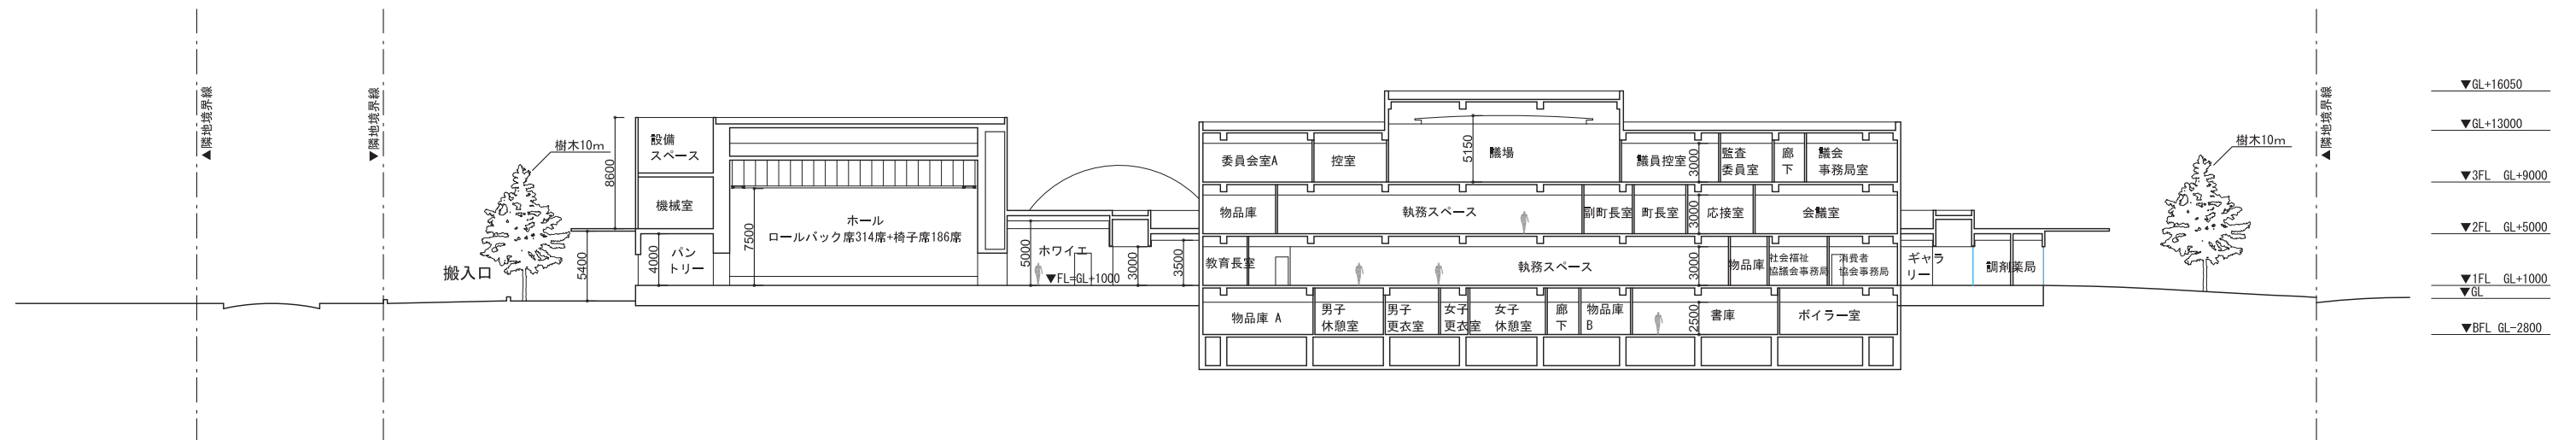 ▲隣地境界線
▼隣地境界線
樹木10m
搬入口
5400
8600
設備
スペース
機械室
4000
パン
トリー
7500
ホール
ロールバック席314席+椅子席186席
5000
ホワイエ
▼FL=GL+1000
3000
3500
委員会室A
控室
5150
議場
議員控室
3000
監査
委員室
廊
下
議会
事務局室
物品庫
執務スペース
副町長室
町長室
3000
応接室
会議室
教育長室
執務スペース
3000
物品庫
社会福祉
協議会事務局
消費者
協会事務局
ギャラ
リー
調剤薬局
物品庫 A
男子
休憩室
男子
更衣室
女子
更衣室
女子
休憩室
廊
下
物品庫
B
2500
書庫
ボイラー室
樹木10m
▲隣地境界線
▼GL+16050
▼GL+13000
▼3FL GL+9000
▼2FL GL+5000
▼1FL GL+1000
▼GL
▼BFL GL-2800